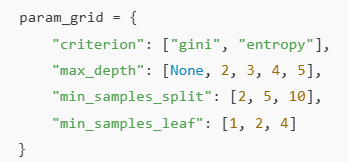 param_grid = {
    "criterion": ["gini", "entropy"],
    "max_depth": [None, 2, 3, 4, 5],
    "min_samples_split": [2, 5, 10],
    "min_samples_leaf": [1, 2, 4]
}